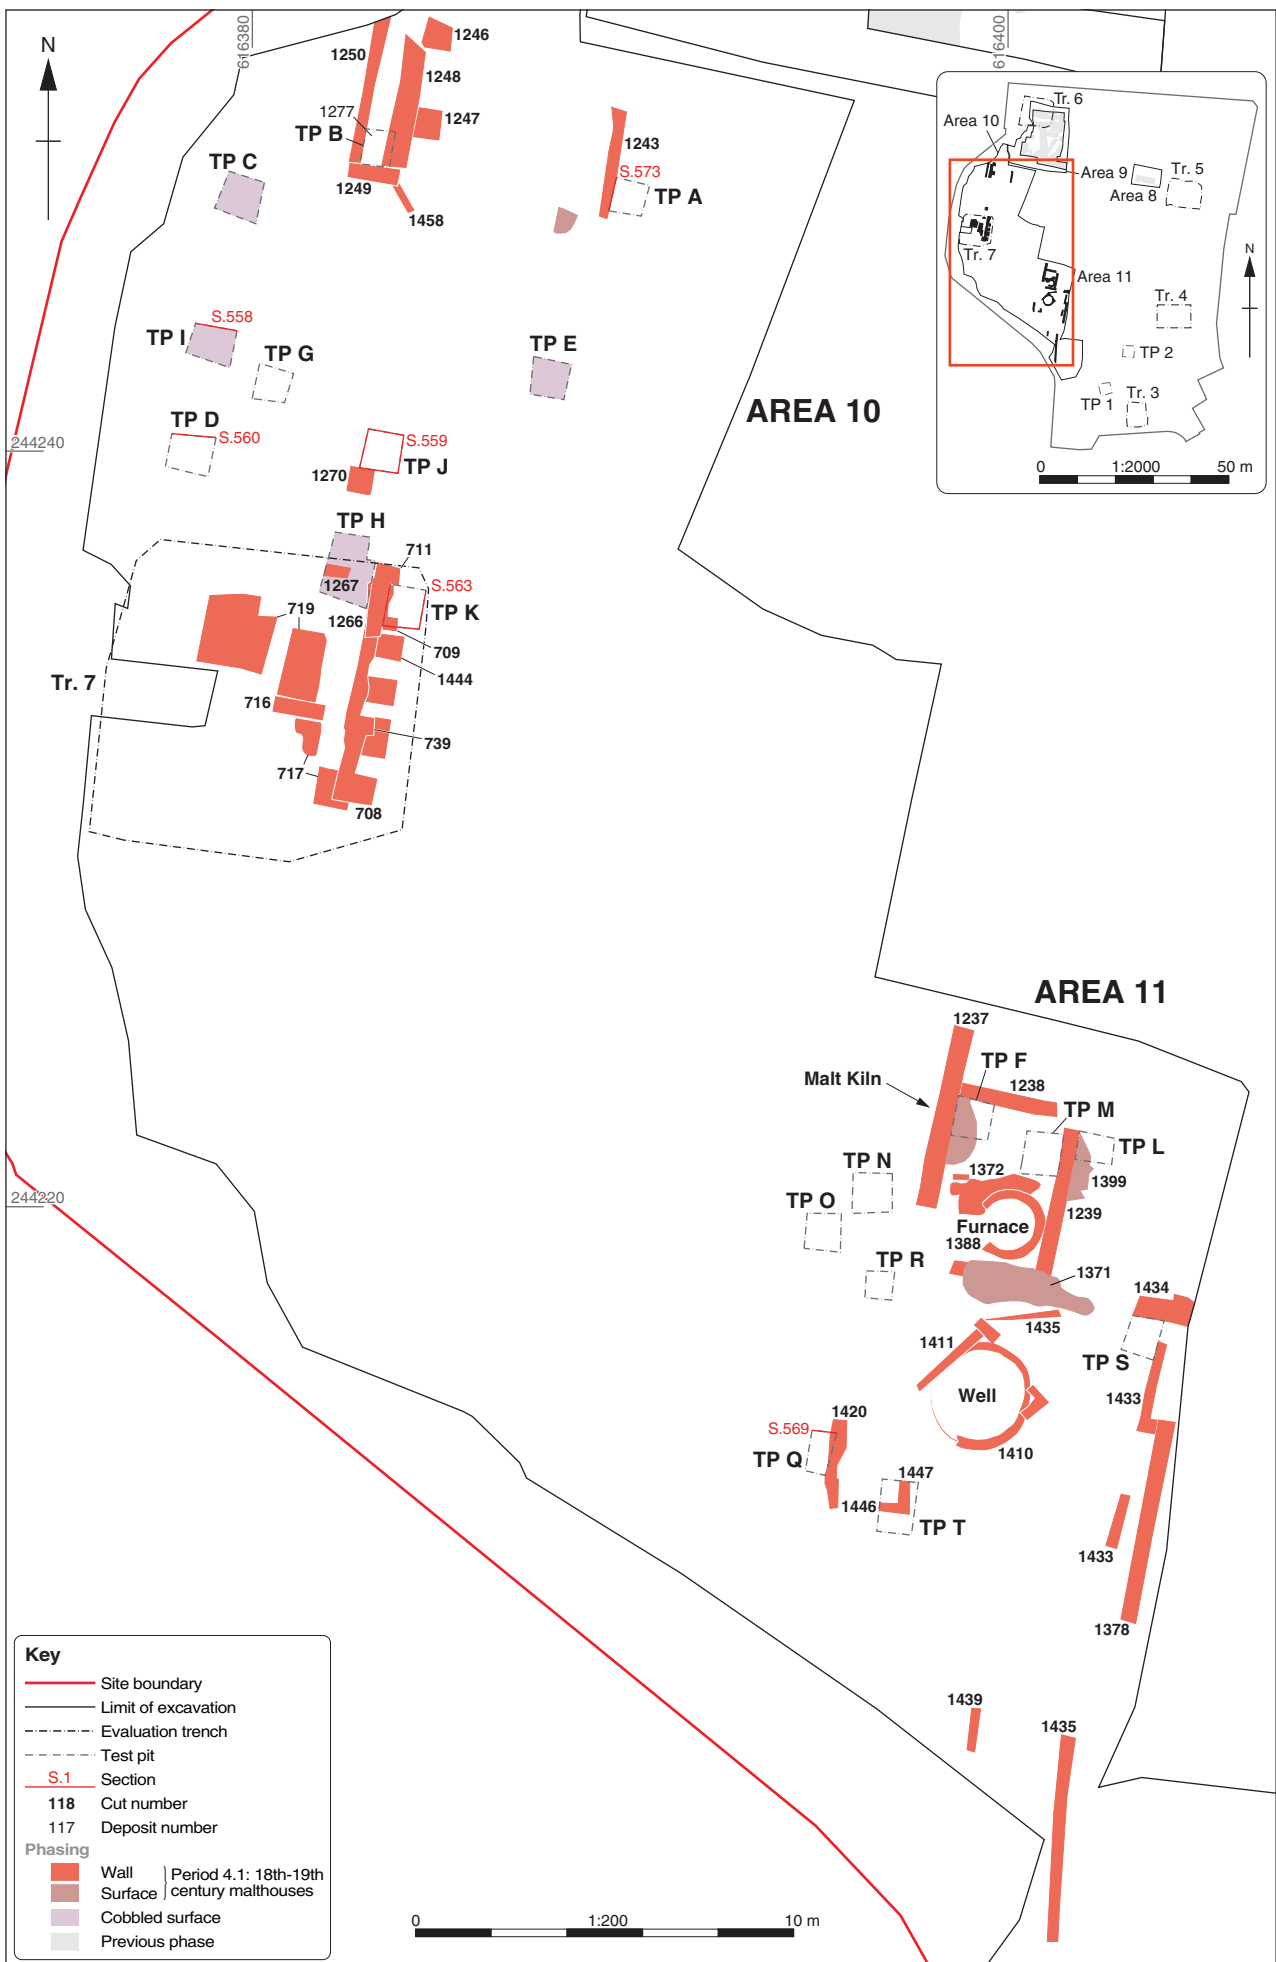 616380
616400
N
1246
1250
1248
1277
1247
TP B
1243
TP C
S.573
1249
TP A
1458
Tr. 6
Area 10
Area 9
Tr. 5
Area 8
Tr. 7
N
Area 11
Tr. 4
TP 2
TP 1
Tr. 3
0
1:2000
50 m
S.558
TP I
TP G
TP E
AREA 10
TP D
244240
S.560
S.559
TP J
1270
TP H
711
1267
S.563
719
1266
TP K
709
1444
Tr. 7
716
739
717
708
AREA 11
1237
TP F
Malt Kiln
1238
TP M
TP L
TP N
1372
1399
TP O
244220
1239
Furnace
1388
TP R
1371
1434
1435
1411
TP S
Well
1433
1420
S.569
TP Q
1410
1447
1446
TP T
1433
1378
1439
1435
Key
Site boundary
Limit of excavation
Evaluation trench
Test pit
S.1 Section
118 Cut number
117 Deposit number
Phasing
Wall
Surface
Period 4.1: 18th-19th
century malthouses
Cobbled surface
Previous phase
0
1:200
10 m